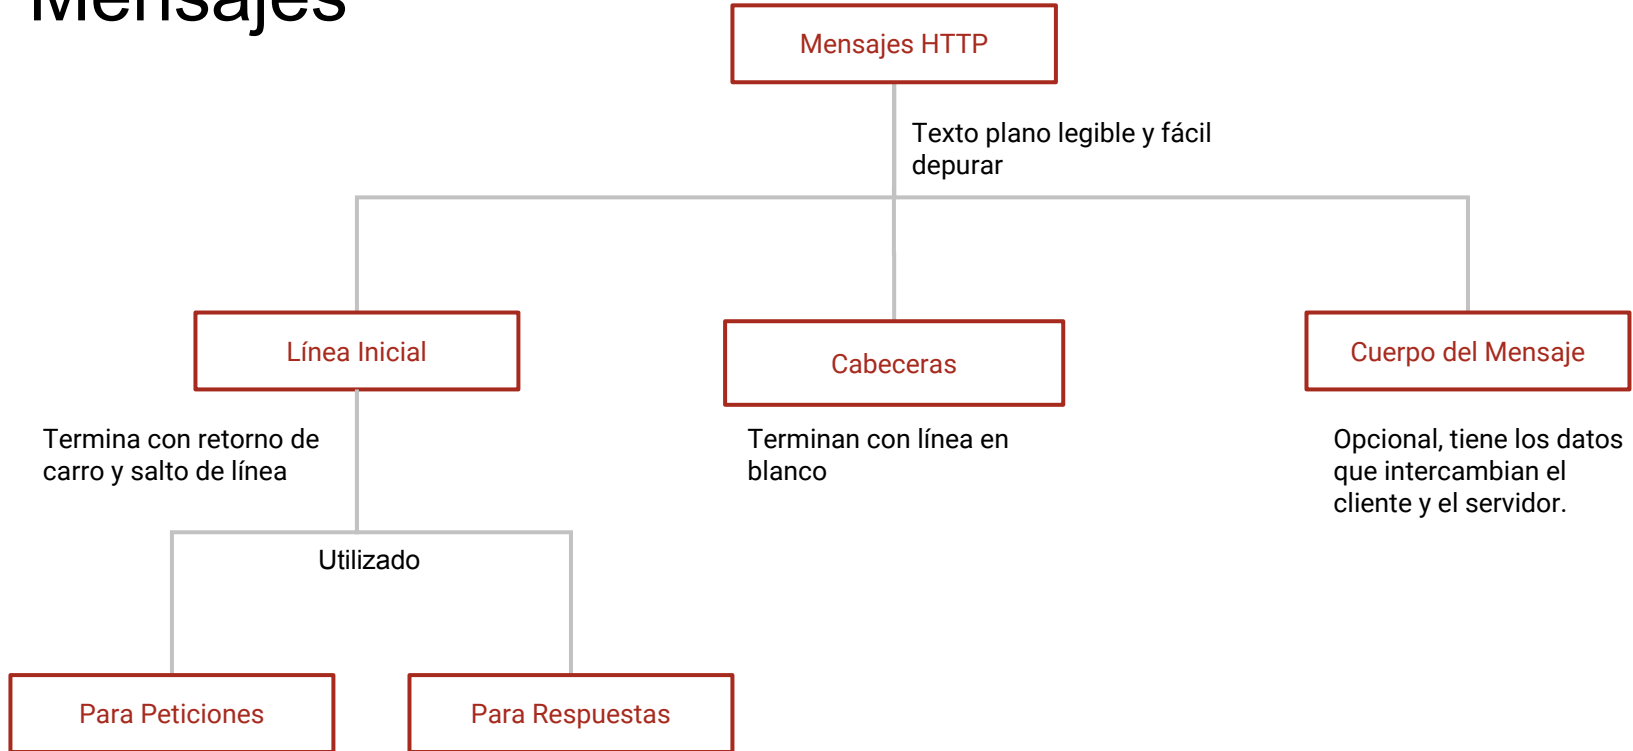 Mensajes
Mensajes HTTP
Texto plano legible y fácil
depurar
Línea Inicial
Cabeceras
Cuerpo del Mensaje
Termina con retorno de
carro y salto de línea
Terminan con línea en
blanco
Opcional, tiene los datos
que intercambian el
cliente y el servidor.
Utilizado
Para Peticiones
Para Respuestas